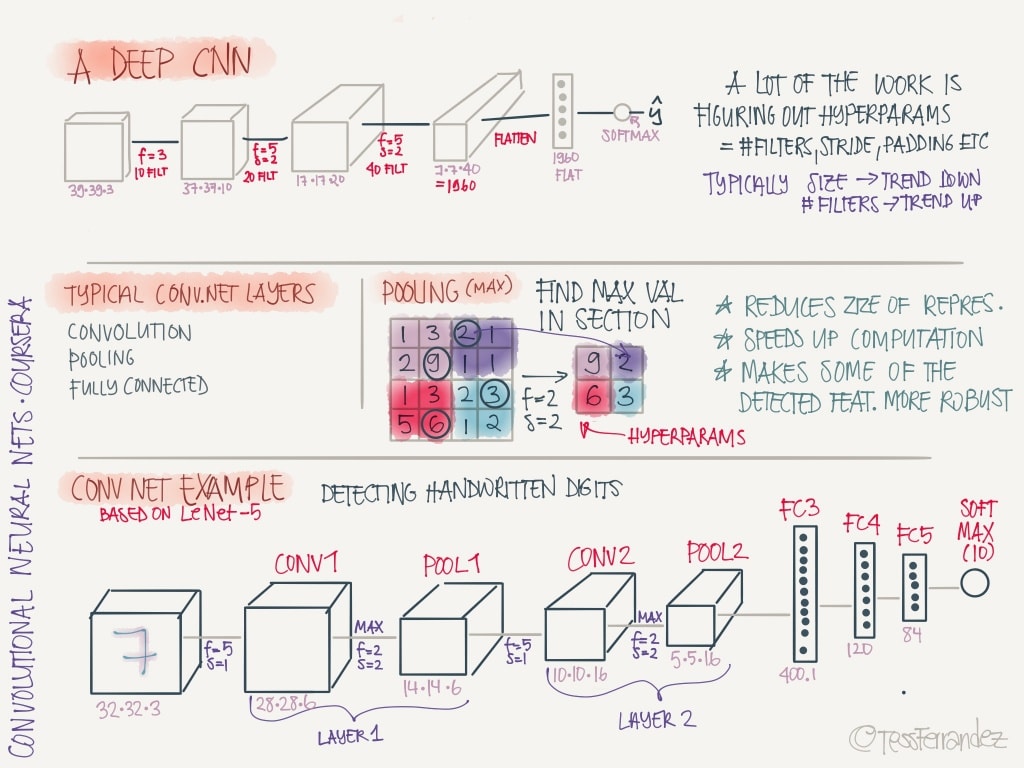 A DEEP CNN
39·39·3
f=3
10 FILT
37·37·10
f=5
s=2
20 FILT
17·17·20
f=5
s=2
40 FILT
7·7·40
=1960
FLATTEN
1960
FLAT
SOFTMAX
ŷ
A LOT OF THE WORK IS
FIGURING OUT HYPERPARAMS
= #FILTERS, STRIDE, PADDING ETC
TYPICALLY SIZE → TREND DOWN
#FILTERS → TREND UP
TYPICAL CONV.NET LAYERS
CONVOLUTION
POOLING
FULLY CONNECTED
POOLING (MAX)
FIND MAX VAL
IN SECTION
1 3 2 1
2 9 1 1
1 3 2 3
5 6 1 2
f=2
s=2
9 2
6 3
HYPERPARAMS
★ REDUCES SIZE OF REPRES.
★ SPEEDS UP COMPUTATION
★ MAKES SOME OF THE
DETECTED FEAT. MORE ROBUST
CONV NET EXAMPLE
BASED ON LeNet-5
DETECTING HANDWRITTEN DIGITS
7
32·32·3
f=5
s=1
CONV1
28·28·6
MAX
f=2
s=2
POOL1
14·14·6
LAYER 1
f=5
s=1
CONV2
10·10·16
MAX
f=2
s=2
POOL2
5·5·16
LAYER 2
FC3
400.1
FC4
120
FC5
84
SOFT
MAX
(10)
CONVOLUTIONAL NEURAL NETS · COURSERA
@TessFerrandez